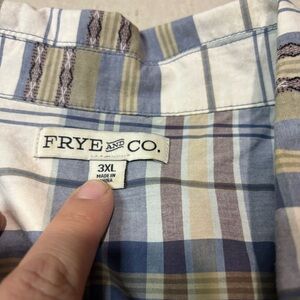 FRYE AND CO.
3XL
MADE IN